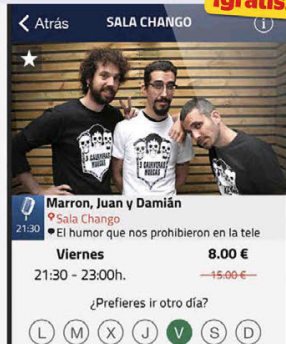 ¡gratis
Atrás
SALA CHANGO
Marron, Juan y Damián
Sala Chango
21:30
El humor que nos prohibieron en la tele
Viernes
8.00 €
21:30 - 23:00h.
15.00 €
¿Prefieres ir otro día?
L M X J V S D